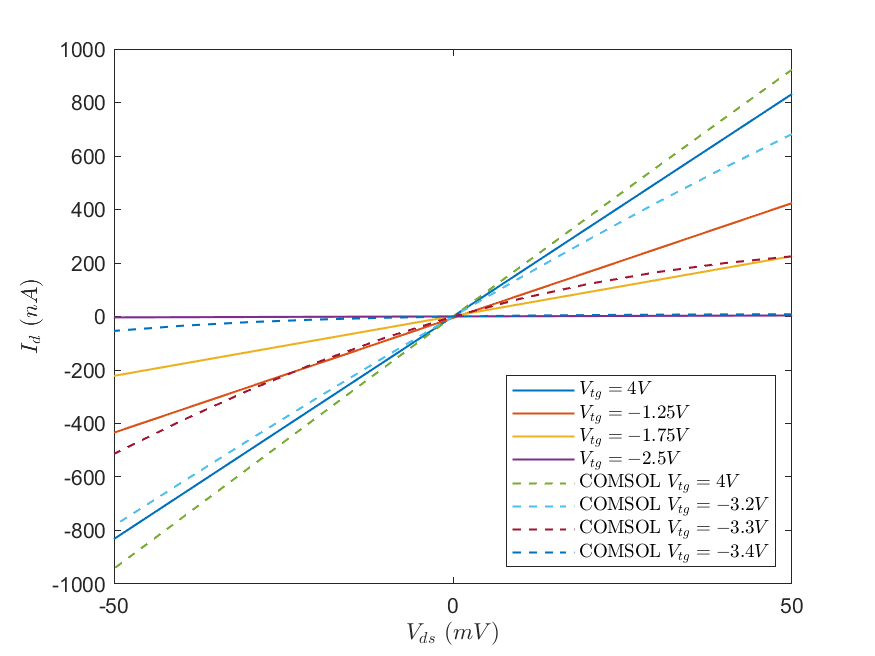 1000
800
600
400
200
0
-200
-400
-600
-800
-1000
-50
0
50
I_d (nA)
V_ds (mV)
V_tg = 4V
V_tg = −1.25V
V_tg = −1.75V
V_tg = −2.5V
COMSOL V_tg = 4V
COMSOL V_tg = −3.2V
COMSOL V_tg = −3.3V
COMSOL V_tg = −3.4V